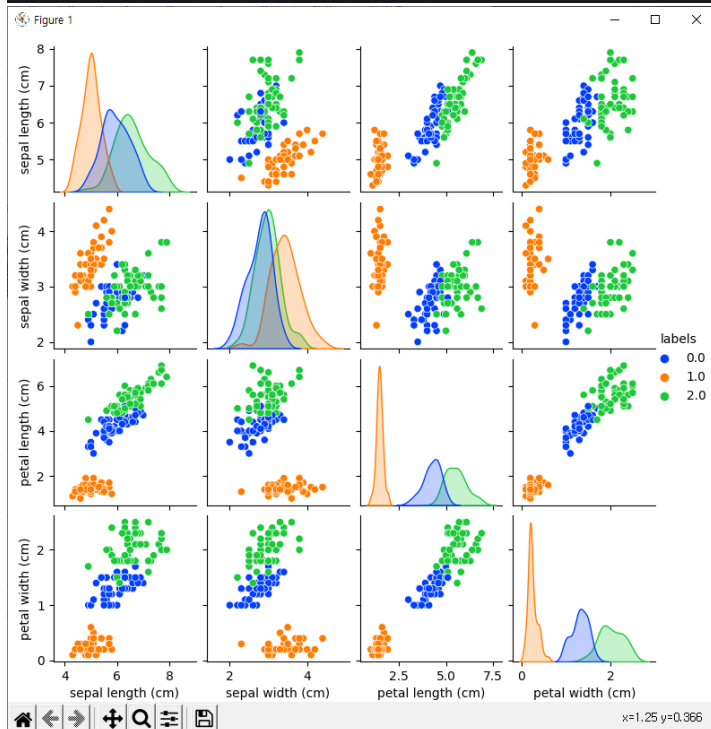 Figure 1
8
7
6
5
sepal length (cm)
4
3
2
sepal width (cm)
6
4
2
petal length (cm)
2
1
0
petal width (cm)
4 6 8
sepal length (cm)
2 4
sepal width (cm)
2.5 5.0 7.5
petal length (cm)
0 2
petal width (cm)
labels
0.0
1.0
2.0
x=1.25 y=0.366